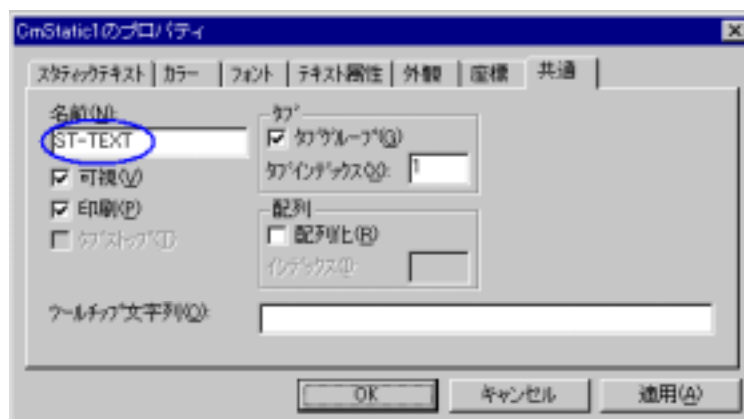 CmStatic1のプロパティ
スタティックテキスト カラー フォント テキスト属性 外観 座標 共通
名前(N):
ST-TEXT
可視(V)
印刷(P)
タブストップ(T)
タブ
タブグループ(G)
タブインデックス(X): 1
配列
配列化(R)
インデックス(I):
ツールチップ文字列(O):
OK キャンセル 適用(A)